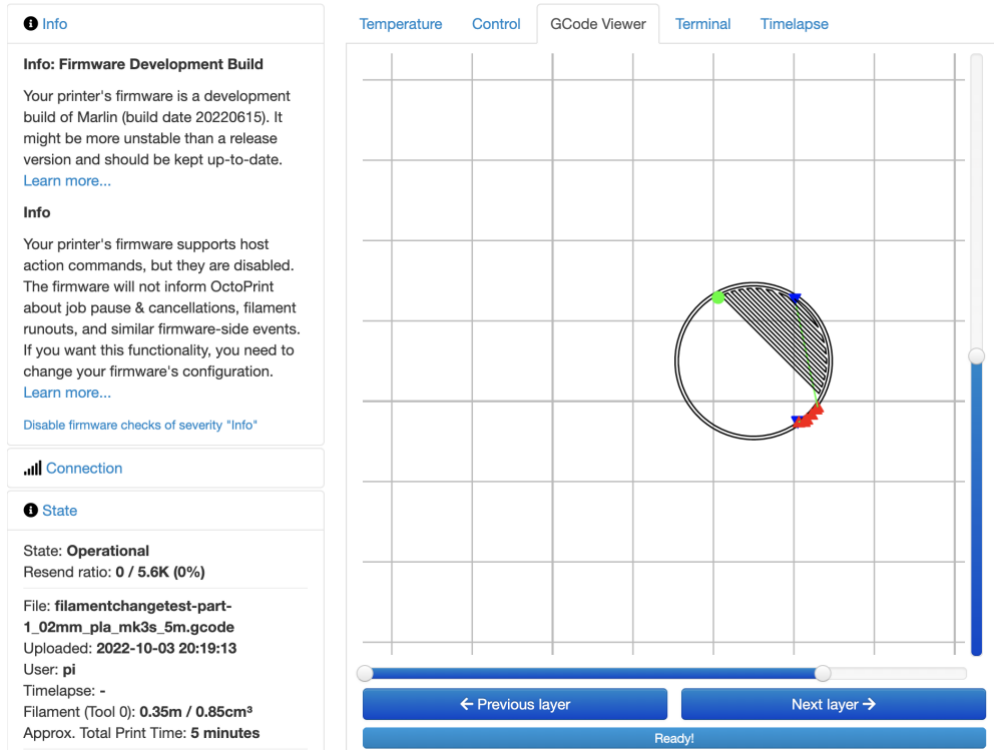 Info
Info: Firmware Development Build
Your printer's firmware is a development
build of Marlin (build date 20220615). It
might be more unstable than a release
version and should be kept up-to-date.
Learn more...
Info
Your printer's firmware supports host
action commands, but they are disabled.
The firmware will not inform OctoPrint
about job pause & cancellations, filament
runouts, and similar firmware-side events.
If you want this functionality, you need to
change your firmware's configuration.
Learn more...
Disable firmware checks of severity "Info"
Connection
State
State: Operational
Resend ratio: 0 / 5.6K (0%)
File: filamentchangetest-part-
1_02mm_pla_mk3s_5m.gcode
Uploaded: 2022-10-03 20:19:13
User: pi
Timelapse: -
Filament (Tool 0): 0.35m / 0.85cm³
Approx. Total Print Time: 5 minutes
Temperature Control GCode Viewer Terminal Timelapse
Previous layer Next layer
Ready!